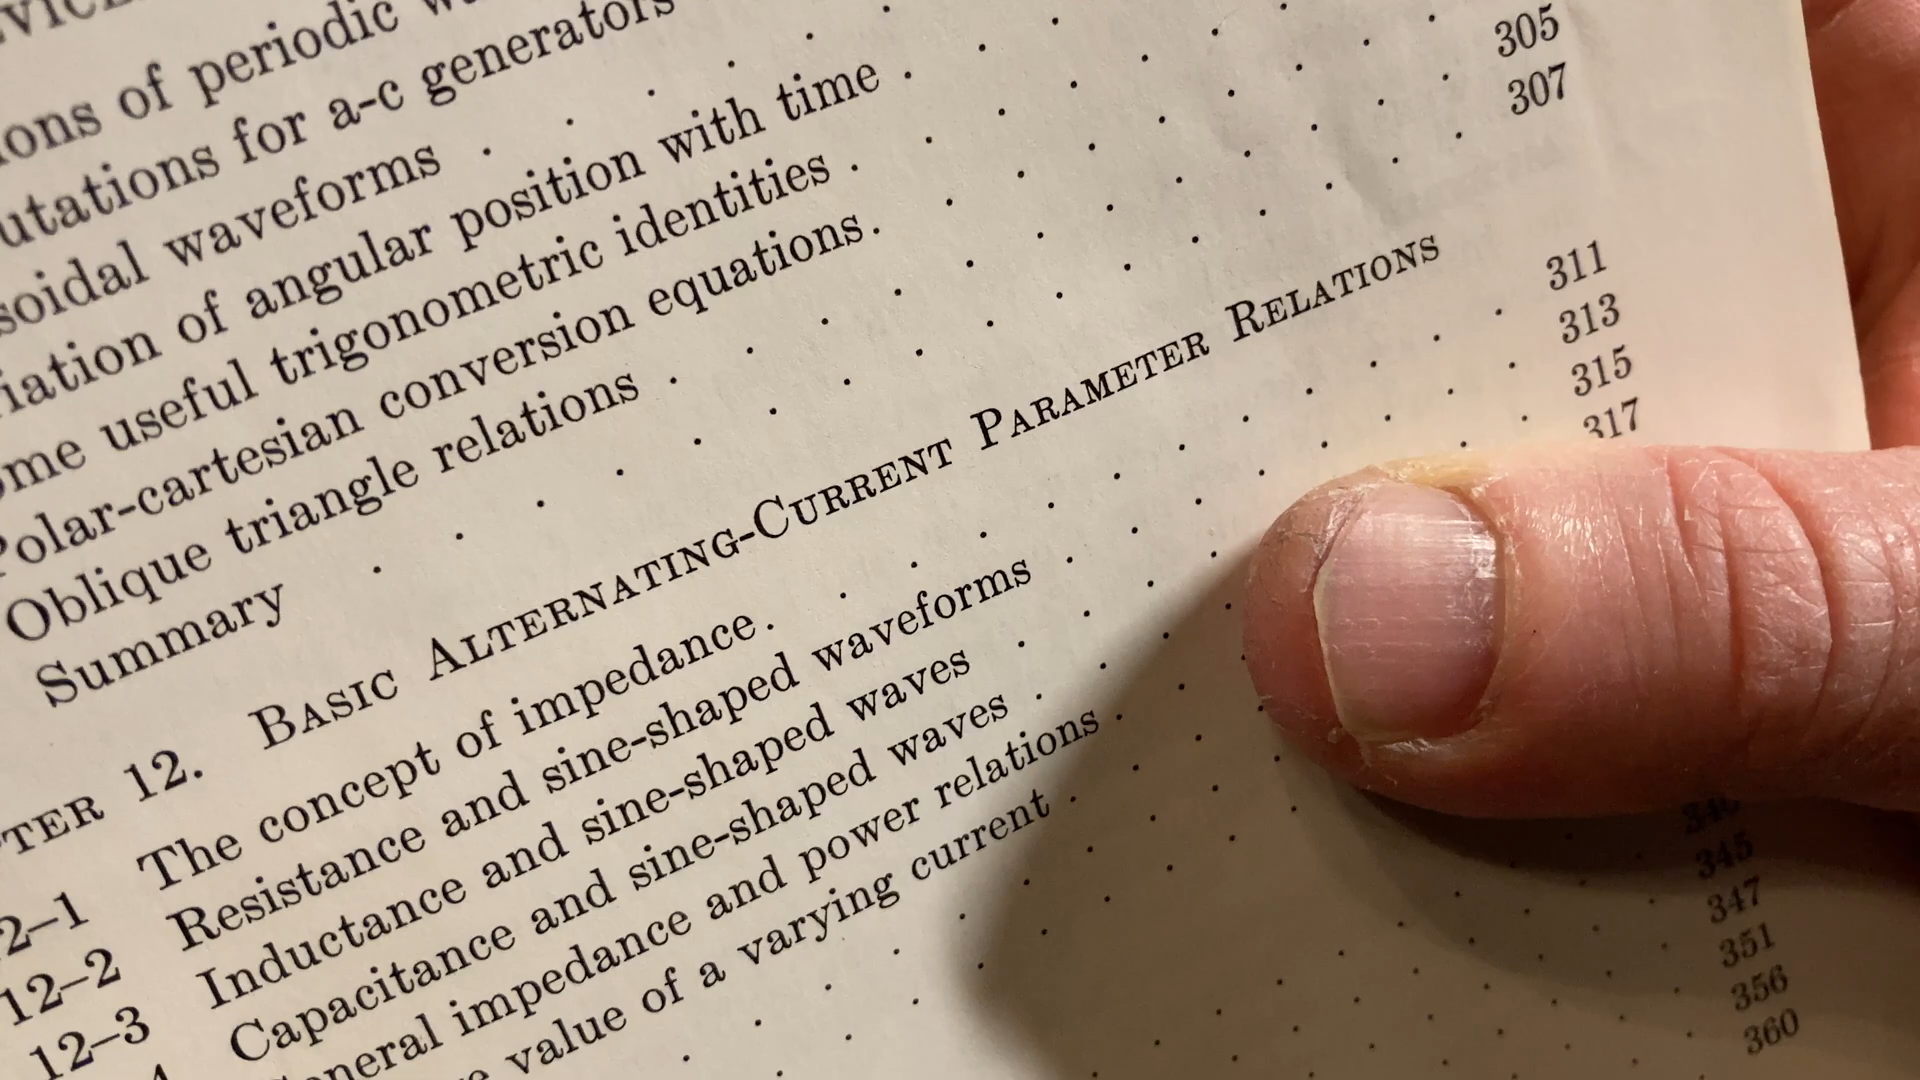 ons of periodic
utations for a-c generators
soidal waveforms
iation of angular position with time
ome useful trigonometric identities
Polar-cartesian conversion equations
Oblique triangle relations 305
Summary 307
TER 12. BASIC ALTERNATING-CURRENT PARAMETER RELATIONS
2–1 The concept of impedance 311
12–2 Resistance and sine-shaped waveforms 313
12–3 Inductance and sine-shaped waves 315
Capacitance and sine-shaped waves 317
eneral impedance and power relations
value of a varying current
345
347
351
356
360